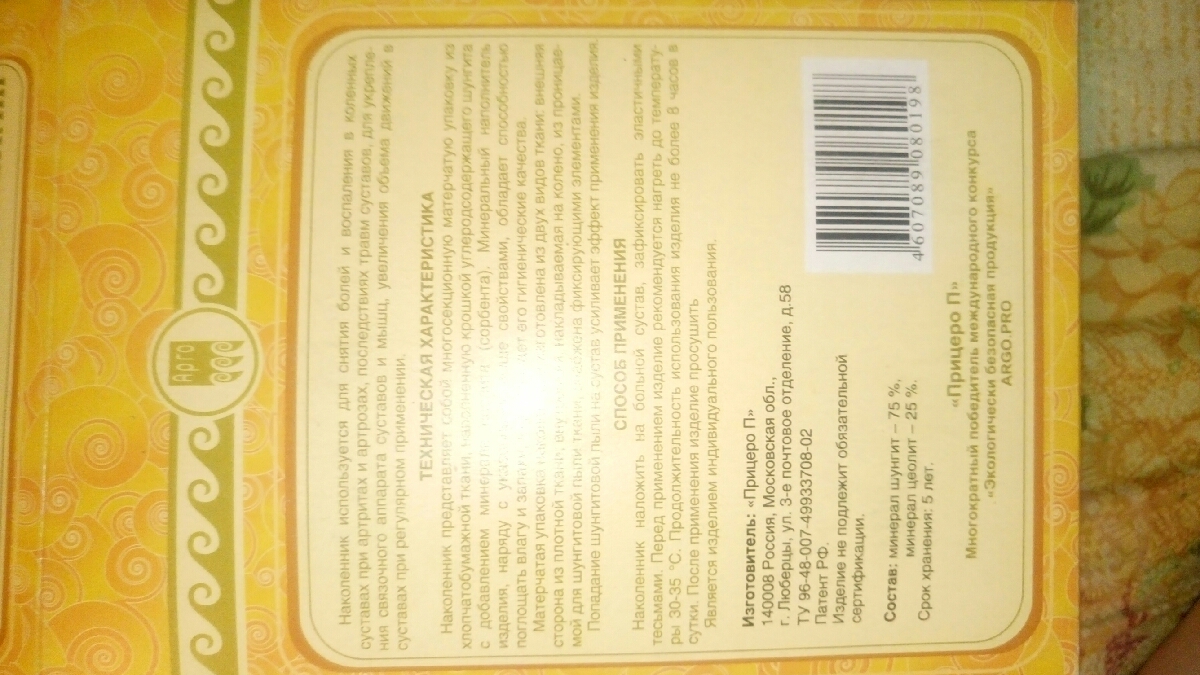 Арго
Наколенник используется для снятия болей и воспаления в коленных
суставах при артритах и артрозах, последствиях травм суставов, для укрепле-
ния связочного аппарата суставов и мышц, увеличения объема движений в
суставах при регулярном применении.
ТЕХНИЧЕСКАЯ ХАРАКТЕРИСТИКА
Наколенник представляет собой многосекционную матерчатую упаковку из
хлопчатобумажной ткани, наполненную крошкой углеродсодержащего шунгита
с добавлением (сорбента). Минеральный наполнитель
изделия, наряду с свойствами, обладает способностью
поглощать влагу и его гигиенические качества.
Матерчатая упаковка из двух видов ткани: внешняя
сторона из плотной ткани, накладываемая на колено, из проницае-
мой для шунгитовой пыли ткани, фиксирующими элементами.
Попадание шунгитовой пыли на сустав усиливает эффект применения изделия.
СПОСОБ ПРИМЕНЕНИЯ
Наколенник наложить на больной сустав, зафиксировать эластичными
тесьмами. Перед применением изделие рекомендуется нагреть до температу-
ры 30-35 °С. Продолжительность использования изделия не более 8 часов в
сутки. После применения изделие просушить
Является изделием индивидуального пользования.
Изготовитель: «Прицеро П»
140008 Россия, Московская обл.,
г. Люберцы, ул. 3-е почтовое отделение, д.58
ТУ 96-48-007-49933708-02
Патент РФ.
Изделие не подлежит обязательной
сертификации.
Состав: минерал шунгит – 75 %,
минерал цеолит – 25 %.
Срок хранения: 5 лет.
4607089080198
«Прицеро П»
Многократный победитель международного конкурса
«Экологически безопасная продукция»
ARGO.PRO